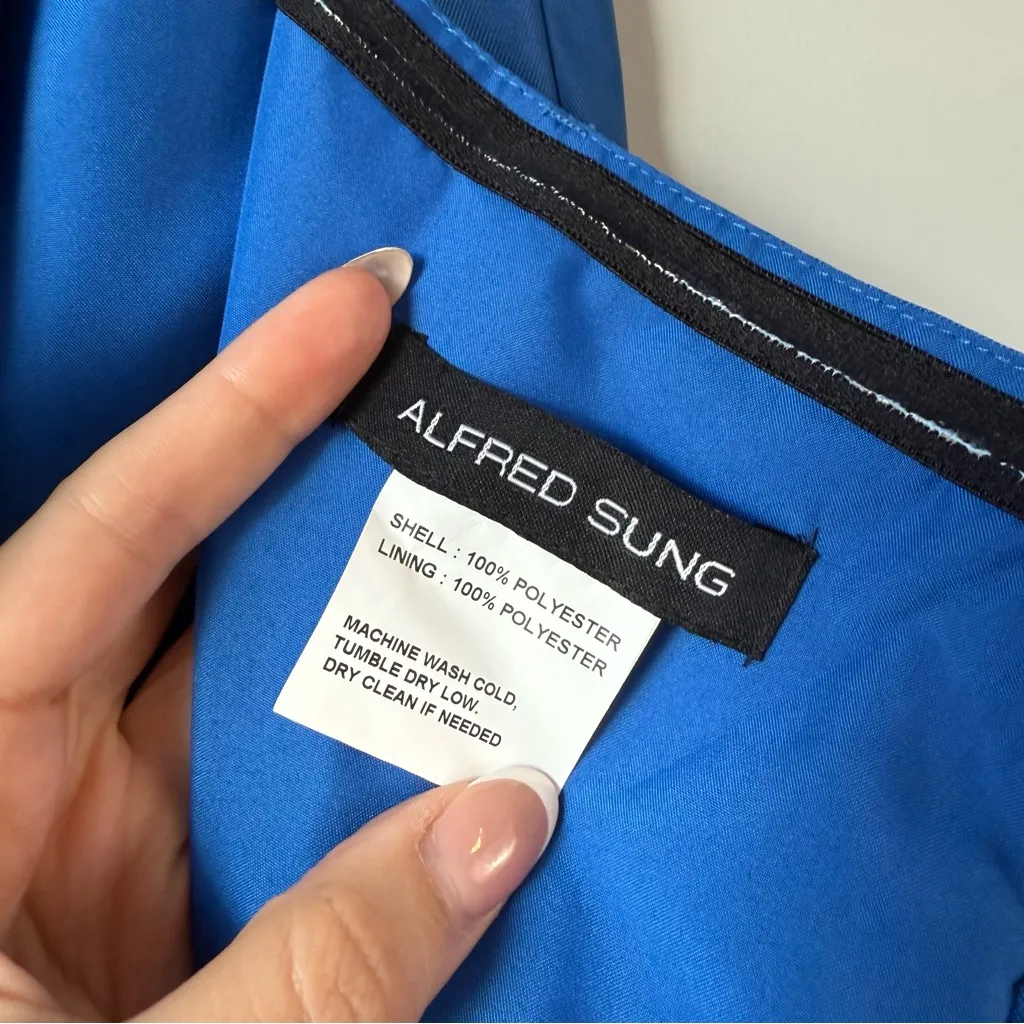 ALFRED SUNG
SHELL : 100% POLYESTER
LINING : 100% POLYESTER
MACHINE WASH COLD,
TUMBLE DRY LOW.
DRY CLEAN IF NEEDED